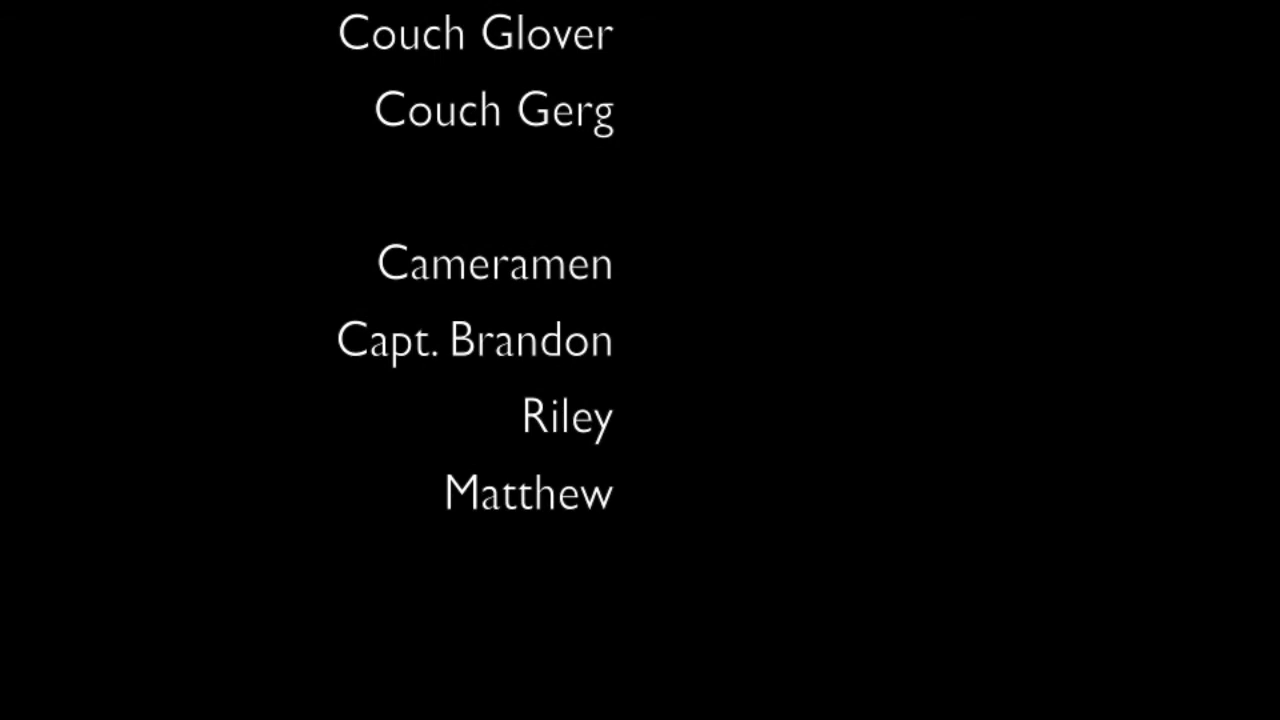 Couch Glover
Couch Gerg
Cameramen
Capt. Brandon
Riley
Matthew